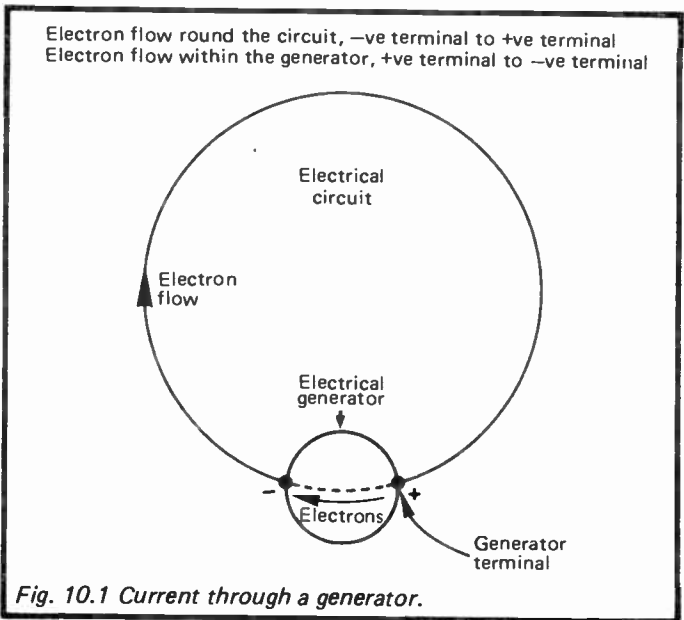 Electron flow round the circuit, —ve terminal to +ve terminal
Electron flow within the generator, +ve terminal to —ve terminal
Electrical
circuit
Electron
flow
Electrical
generator
– +
Electrons
Generator
terminal
Fig. 10.1 Current through a generator.